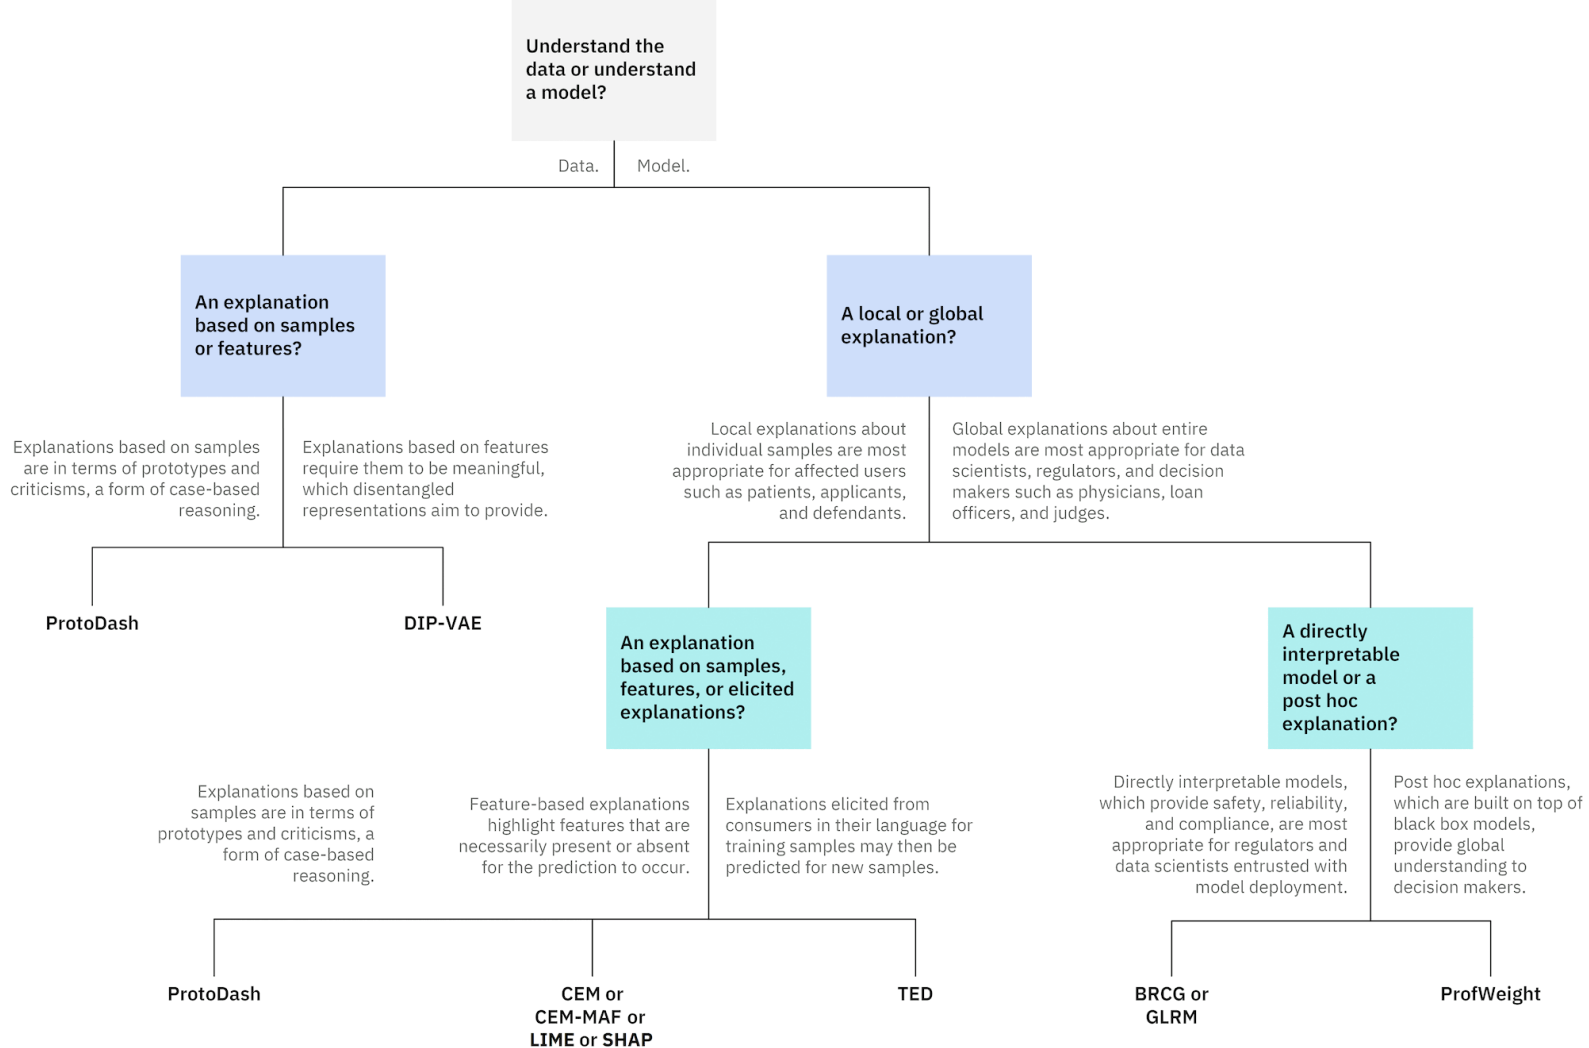 Understand the
data or understand
a model?
Data.
Model.
An explanation
based on samples
or features?
A local or global
explanation?
Explanations based on samples
are in terms of prototypes and
criticisms, a form of case-based
reasoning.
Explanations based on features
require them to be meaningful,
which disentangled
representations aim to provide.
Local explanations about
individual samples are most
appropriate for affected users
such as patients, applicants,
and defendants.
Global explanations about entire
models are most appropriate for data
scientists, regulators, and decision
makers such as physicians, loan
officers, and judges.
ProtoDash
DIP-VAE
An explanation
based on samples,
features, or elicited
explanations?
A directly
interpretable
model or a
post hoc
explanation?
Explanations based on
samples are in terms of
prototypes and criticisms, a
form of case-based
reasoning.
Feature-based explanations
highlight features that are
necessarily present or absent
for the prediction to occur.
Explanations elicited from
consumers in their language for
training samples may then be
predicted for new samples.
Directly interpretable models,
which provide safety, reliability,
and compliance, are most
appropriate for regulators and
data scientists entrusted with
model deployment.
Post hoc explanations,
which are built on top of
black box models,
provide global
understanding to
decision makers.
ProtoDash
CEM or
CEM-MAF or
LIME or SHAP
TED
BRCG or
GLRM
ProfWeight